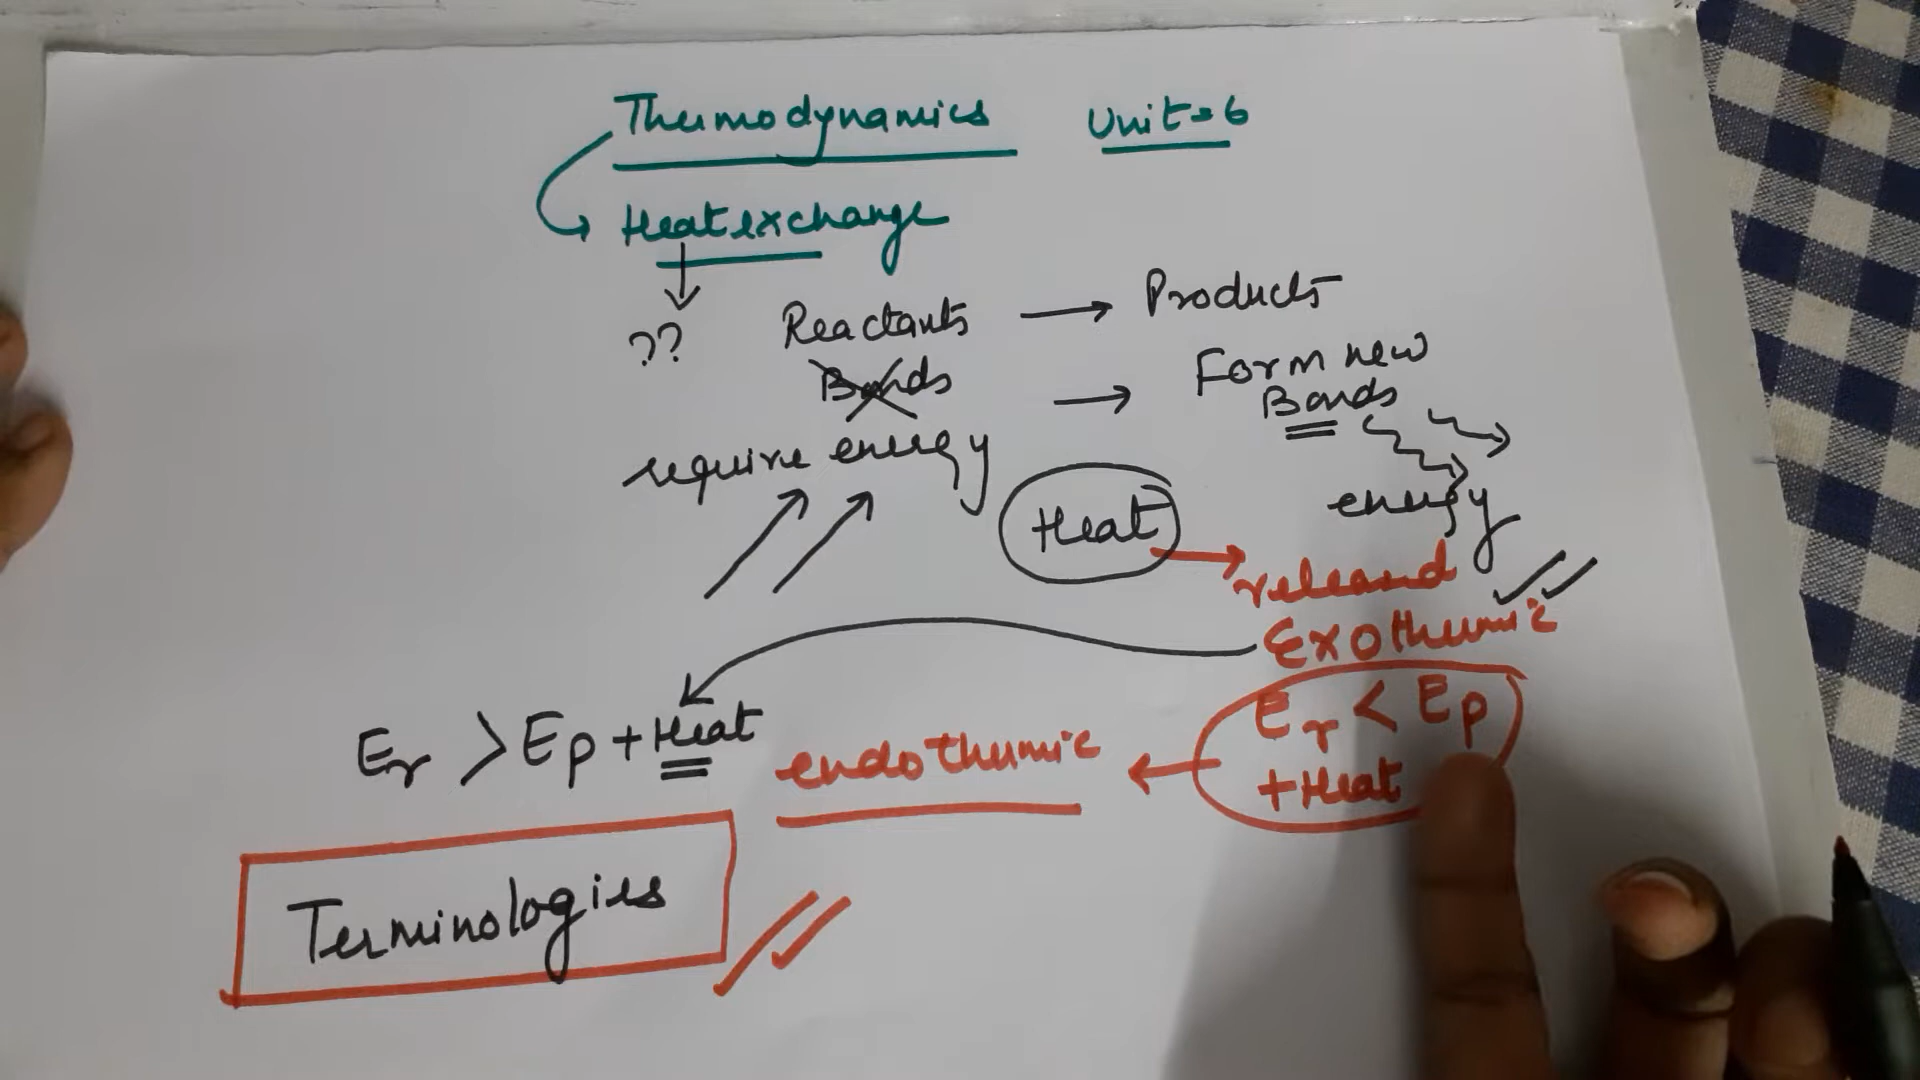 Thermodynamics Unit-6
Heat exchange
??
Reactants → Products
Bonds → Form new Bonds
require energy
energy
Heat → released
Exothermic
Er > Ep + Heat
Er < Ep
+ Heat
endothermic
Terminologies